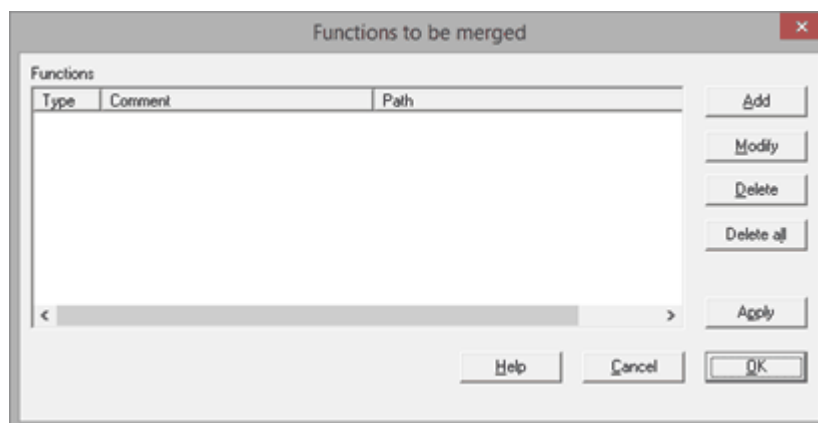 Functions to be merged
Functions
Type Comment Path
Add
Modify
Delete
Delete all
Apply
Help Cancel OK